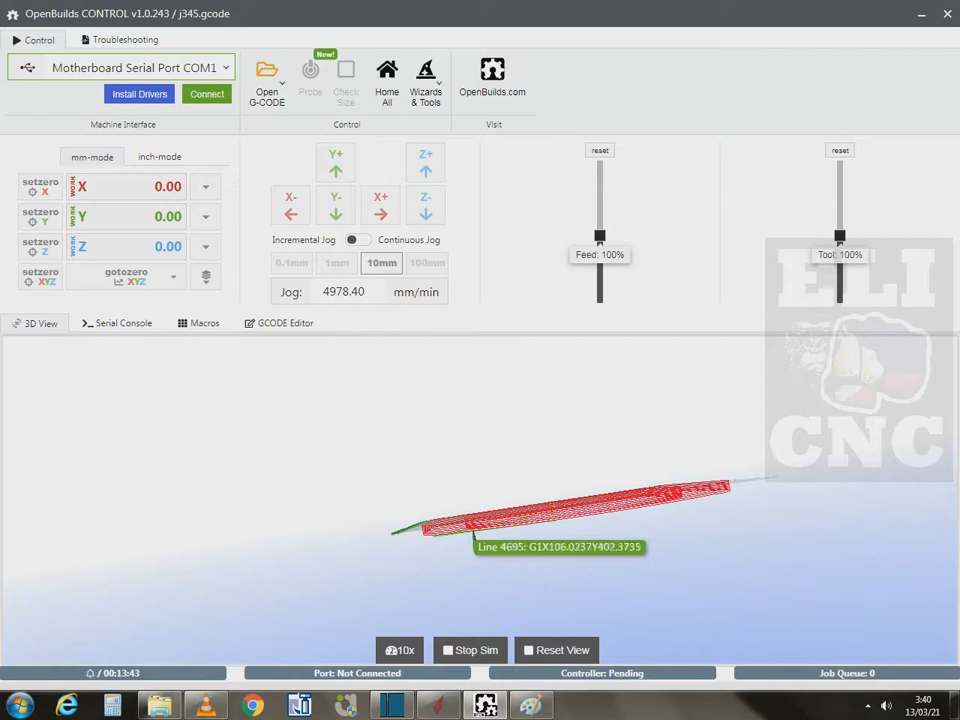 OpenBuilds CONTROL v1.0.243 / j345.gcode
Control
Troubleshooting
Motherboard Serial Port COM1
Install Drivers
Connect
Machine Interface
New!
Open
G-CODE
Probe
Check
Size
Home
All
Wizards
& Tools
Control
OpenBuilds.com
Visit
mm-mode
inch-mode
setzero
X
WORK
X
0.00
setzero
Y
WORK
Y
0.00
setzero
Z
WORK
Z
0.00
setzero
XYZ
gotozero
XYZ
Y+
Z+
X-
Y-
X+
Z-
Incremental Jog
Continuous Jog
0.1mm
1mm
10mm
100mm
Jog:
4978.40
mm/min
reset
Feed: 100%
reset
Tool: 100%
ELI
CNC
3D View
Serial Console
Macros
GCODE Editor
Line 4695: G1X106.0237Y402.3735
10x
Stop Sim
Reset View
/ 00:13:43
Port: Not Connected
Controller: Pending
Job Queue: 0
3:40
13/03/21